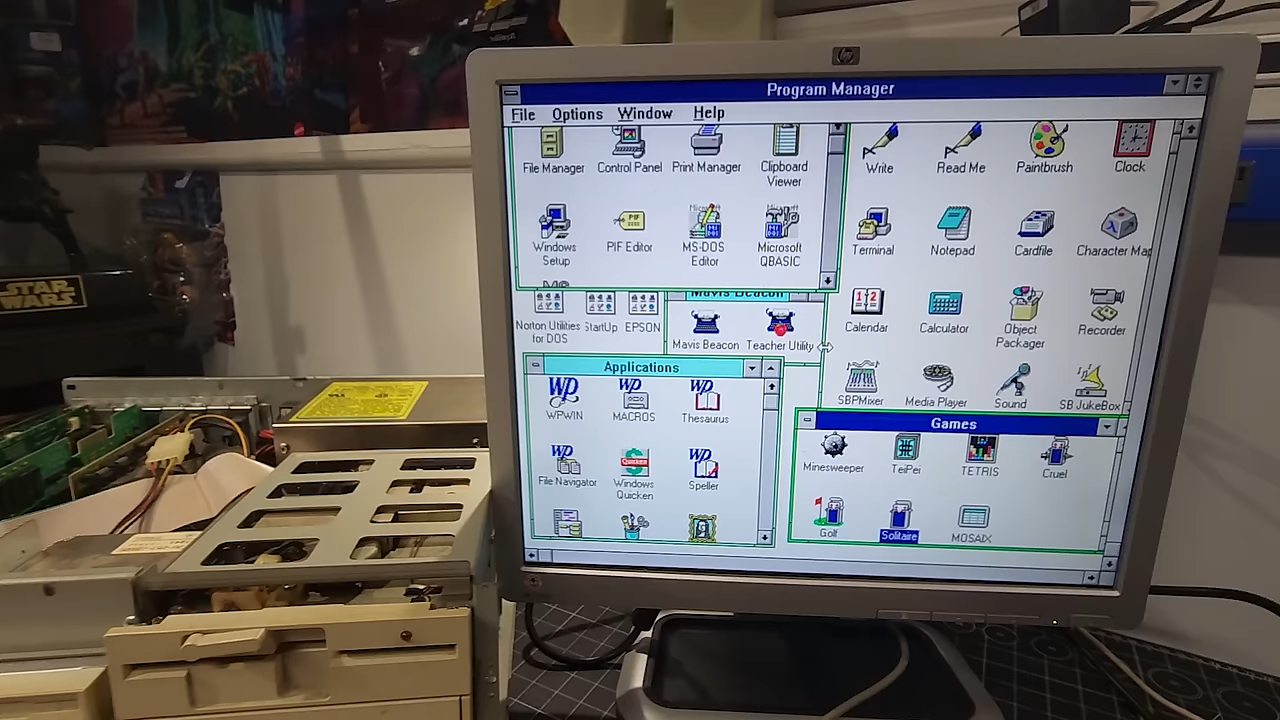 hp
Program Manager
File Options Window Help
File Manager Control Panel Print Manager Clipboard Viewer
Write Read Me Paintbrush Clock
Windows Setup PIF Editor MS-DOS Editor Microsoft QBASIC
Terminal Notepad Cardfile Character Map
Mavis Beacon
Norton Utilities for DOS StartUp EPSON
Mavis Beacon Teacher Utility
Calendar Calculator Object Packager Recorder
SBPMixer Media Player Sound SB JukeBox
Applications
WPWIN MACROS Thesaurus
File Navigator Windows Quicken Speller
Games
Minesweeper TeiPei TETRIS Cruel
Golf Solitaire MOSAIX
STAR WARS